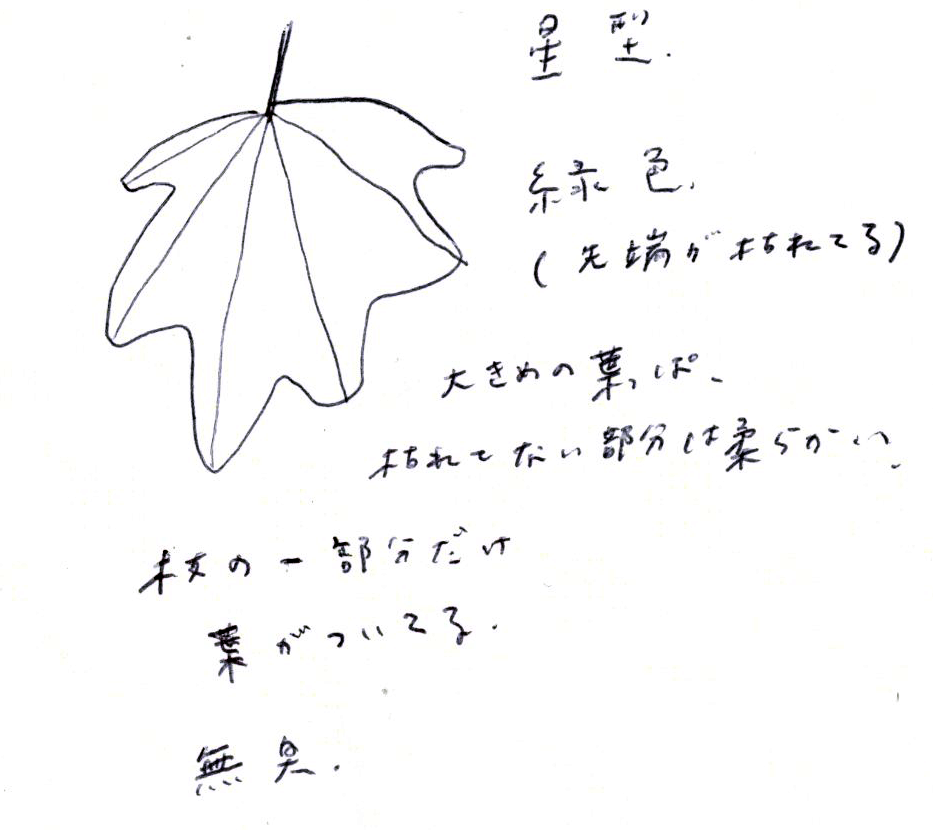 星型.
緑色.
(先端が枯れてる)
大きめの葉っぱ、
枯れてない部分は柔らかい、
枝の一部分だけ
葉がついてる.
無臭.